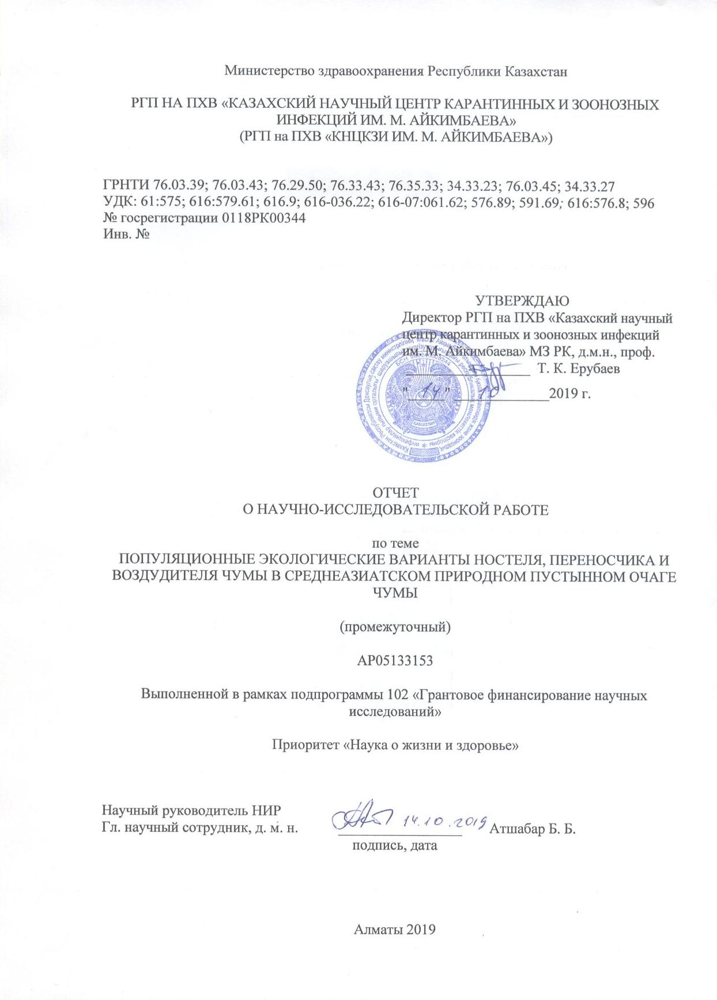 Министерство здравоохранения Республики Казахстан
РГП НА ПХВ «КАЗАХСКИЙ НАУЧНЫЙ ЦЕНТР КАРАНТИННЫХ И ЗООНОЗНЫХ
ИНФЕКЦИЙ ИМ. М. АЙКИМБАЕВА»
(РГП на ПХВ «КНЦКЗИ ИМ. М. АЙКИМБАЕВА»)
ГРНТИ 76.03.39; 76.03.43; 76.29.50; 76.33.43; 76.35.33; 34.33.23; 76.03.45; 34.33.27
УДК: 61:575; 616:579.61; 616.9; 616-036.22; 616-07:061.62; 576.89; 591.69; 616:576.8; 596
№ госрегистрации 0118РК00344
Инв. №
УТВЕРЖДАЮ
Директор РГП на ПХВ «Казахский научный
центр карантинных и зоонозных инфекций
им. М. Айкимбаева» МЗ РК, д.м.н., проф.
Т. К. Ерубаев
"14" 10 2019 г.
ҚАЗАҚСТАН
ОТЧЕТ
О НАУЧНО-ИССЛЕДОВАТЕЛЬСКОЙ РАБОТЕ
по теме
ПОПУЛЯЦИОННЫЕ ЭКОЛОГИЧЕСКИЕ ВАРИАНТЫ НОСТЕЛЯ, ПЕРЕНОСЧИКА И
ВОЗДУДИТЕЛЯ ЧУМЫ В СРЕДНЕАЗИАТСКОМ ПРИРОДНОМ ПУСТЫННОМ ОЧАГЕ
ЧУМЫ
(промежуточный)
АР05133153
Выполненной в рамках подпрограммы 102 «Грантовое финансирование научных
исследований»
Приоритет «Наука о жизни и здоровье»
Научный руководитель НИР
Гл. научный сотрудник, д. м. н. 14.10.2019 Атшабар Б. Б.
подпись, дата
Алматы 2019